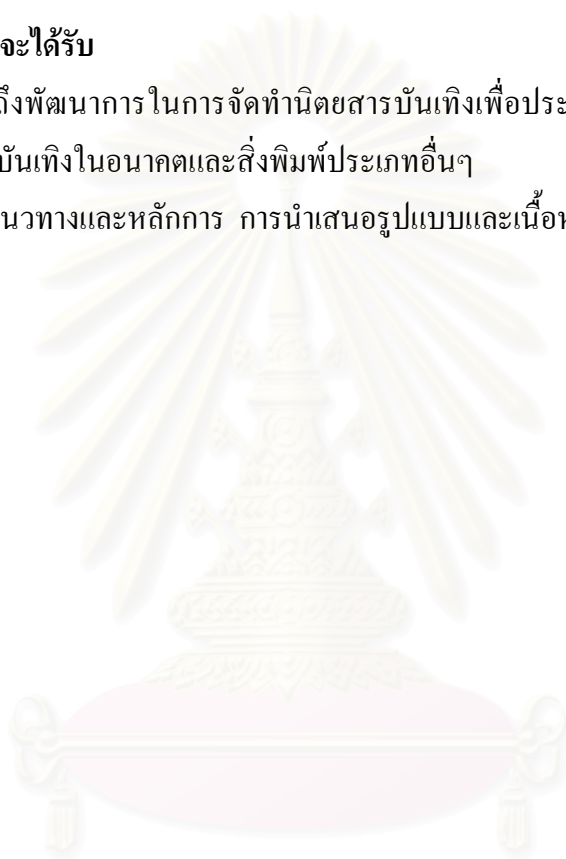 จะได้รับ
ถึงพัฒนาการในการจัดทำนิตยสารบันเทิงเพื่อประ
บันเทิงในอนาคตและสิ่งพิมพ์ประเภทอื่นๆ
นวทางและหลักการ การนำเสนอรูปแบบและเนื้อห